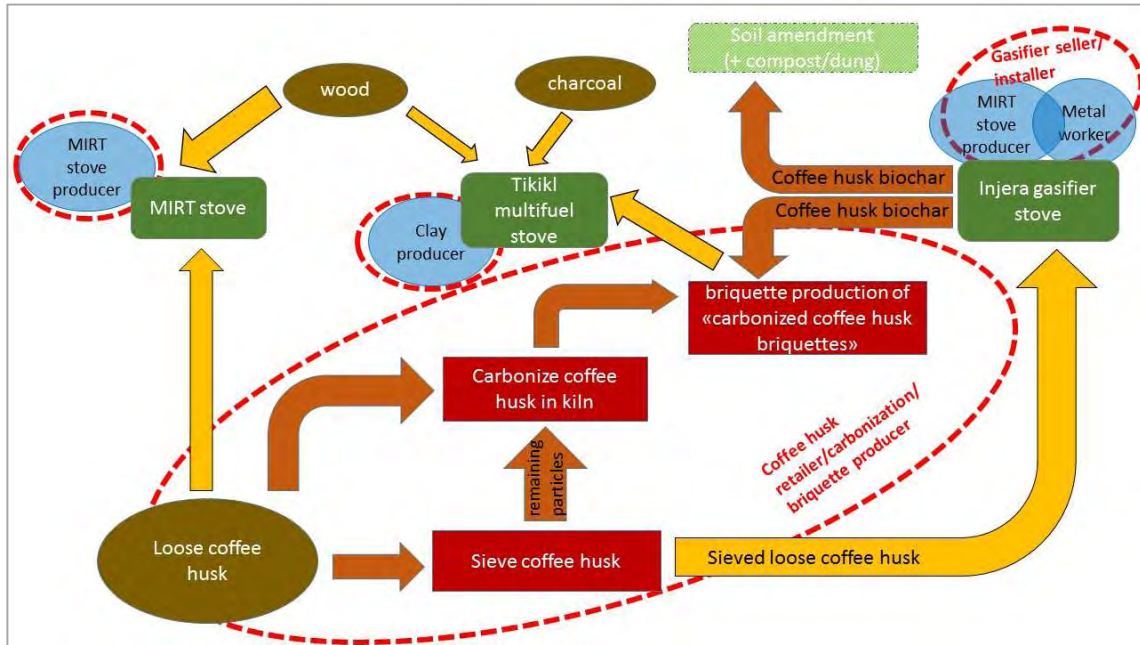 Soil amendment
(+ compost/dung)
Gasifier seller/
installer
wood
charcoal
MIRT
stove
producer
Metal
worker
MIRT
stove
producer
MIRT stove
Tikikl
multifuel
stove
Coffee husk biochar
Coffee husk biochar
Injera gasifier
stove
Clay
producer
briquette production of
«carbonized coffee husk
briquettes»
Carbonize coffee
husk in kiln
remaining
particles
Coffee husk
retailer/carbonization/
briquette producer
Loose coffee
husk
Sieve coffee husk
Sieved loose coffee husk